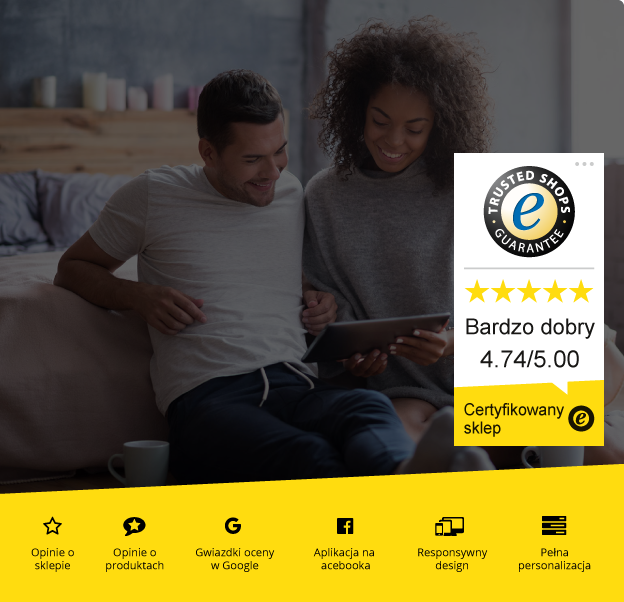 TRUSTED SHOPS
e
GUARANTEE
Bardzo dobry
4.74/5.00
Certyfikowany
sklep
e
Opinie o
sklepie
Opinie o
produktach
Gwiazdki oceny
w Google
Aplikacja na
acebooka
Responsywny
design
Pełna
personalizacja